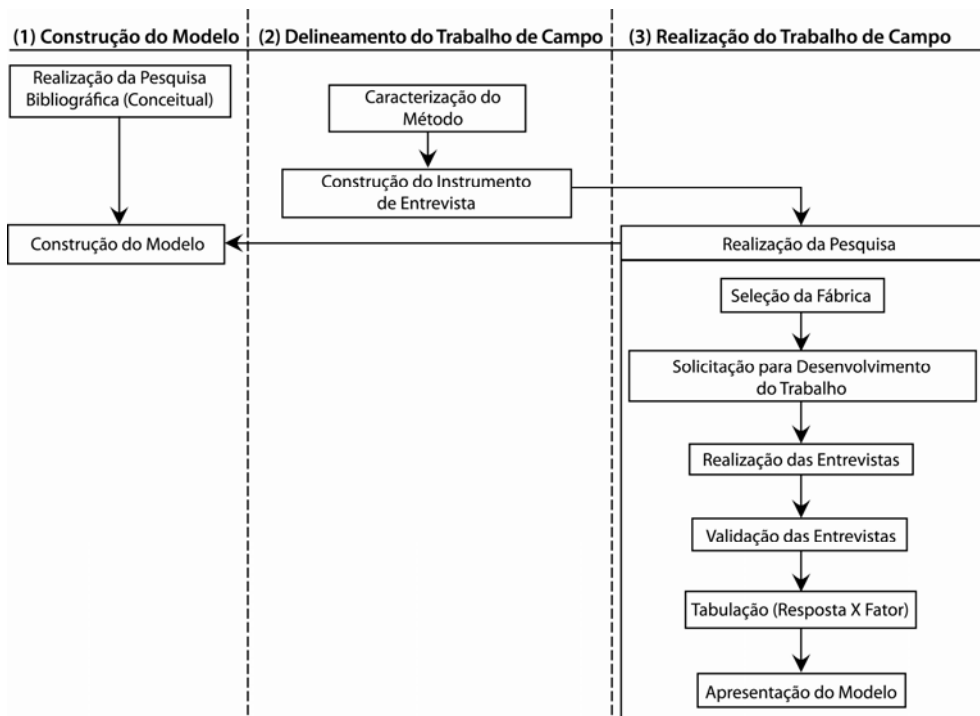 (1) Construção do Modelo
(2) Delineamento do Trabalho de Campo
(3) Realização do Trabalho de Campo
Realização da Pesquisa
Bibliográfica (Conceitual)
Construção do Modelo
Caracterização do
Método
Construção do Instrumento
de Entrevista
Realização da Pesquisa
Seleção da Fábrica
Solicitação para Desenvolvimento
do Trabalho
Realização das Entrevistas
Validação das Entrevistas
Tabulação (Resposta X Fator)
Apresentação do Modelo